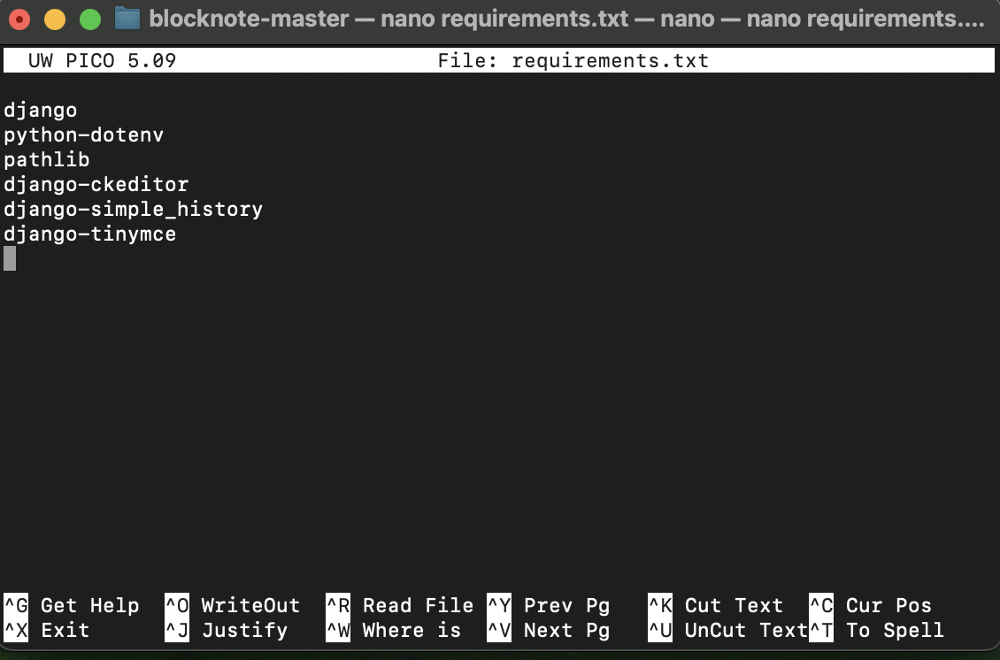 blocknote-master — nano requirements.txt — nano — nano requirements....
UW PICO 5.09 File: requirements.txt
django
python-dotenv
pathlib
django-ckeditor
django-simple_history
django-tinymce
^G Get Help ^O WriteOut ^R Read File ^Y Prev Pg ^K Cut Text ^C Cur Pos
^X Exit ^J Justify ^W Where is ^V Next Pg ^U UnCut Text^T To Spell